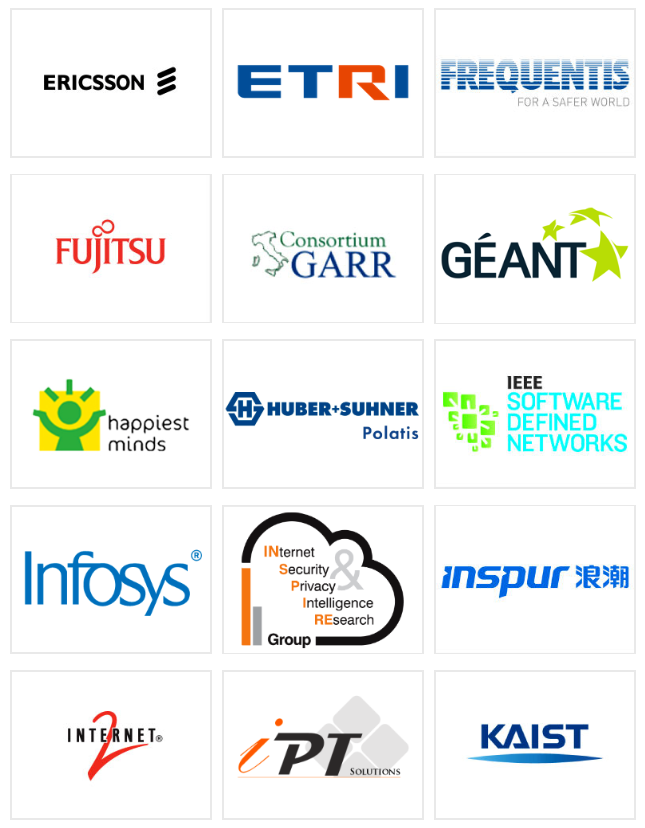 ERICSSON
ETRI
FREQUENTIS
FOR A SAFER WORLD
FUJITSU
Consortium
GARR
GÉANT
happiest
minds
HUBER+SUHNER
Polatis
IEEE
SOFTWARE
DEFINED
NETWORKS
Infosys®
INternet
Security
&
Privacy
Intelligence
REsearch
Group
inspur 浪潮
INTERNET®
2
iPT
SOLUTIONS
KAIST